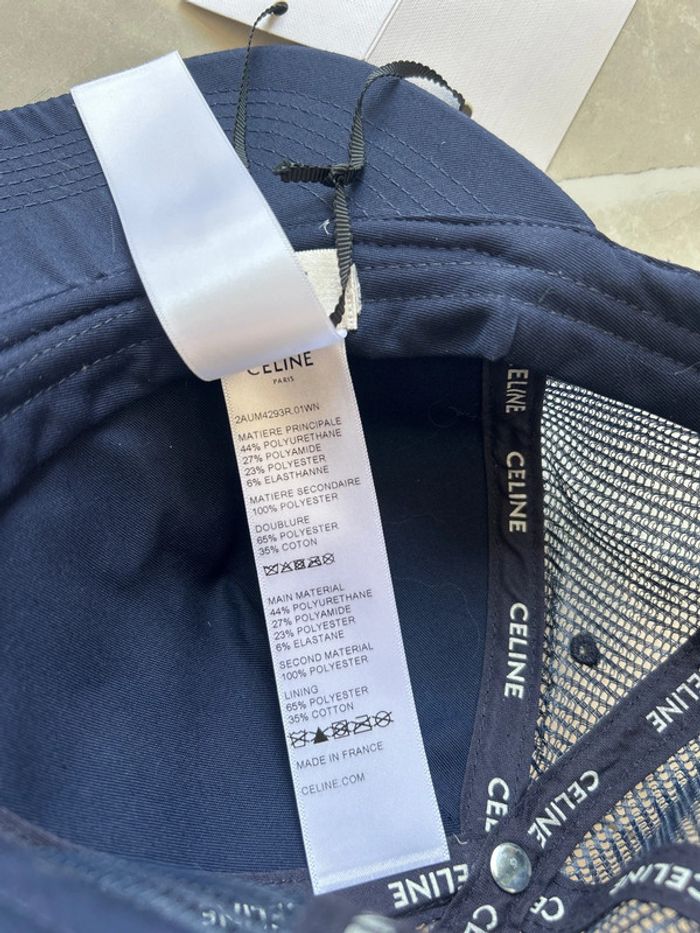 CELINE
PARIS
2AUM4293R.01WN
MATIERE PRINCIPALE
44% POLYURETHANE
27% POLYAMIDE
23% POLYESTER
6% ELASTHANNE
MATIERE SECONDAIRE
100% POLYESTER
DOUBLURE
65% POLYESTER
35% COTON
MAIN MATERIAL
44% POLYURETHANE
27% POLYAMIDE
23% POLYESTER
6% ELASTANE
SECOND MATERIAL
100% POLYESTER
LINING
65% POLYESTER
35% COTTON
MADE IN FRANCE
CELINE.COM
CELINE
CELINE
CELINE
CELINE
CELINE
CELINE
CELINE
CELINE